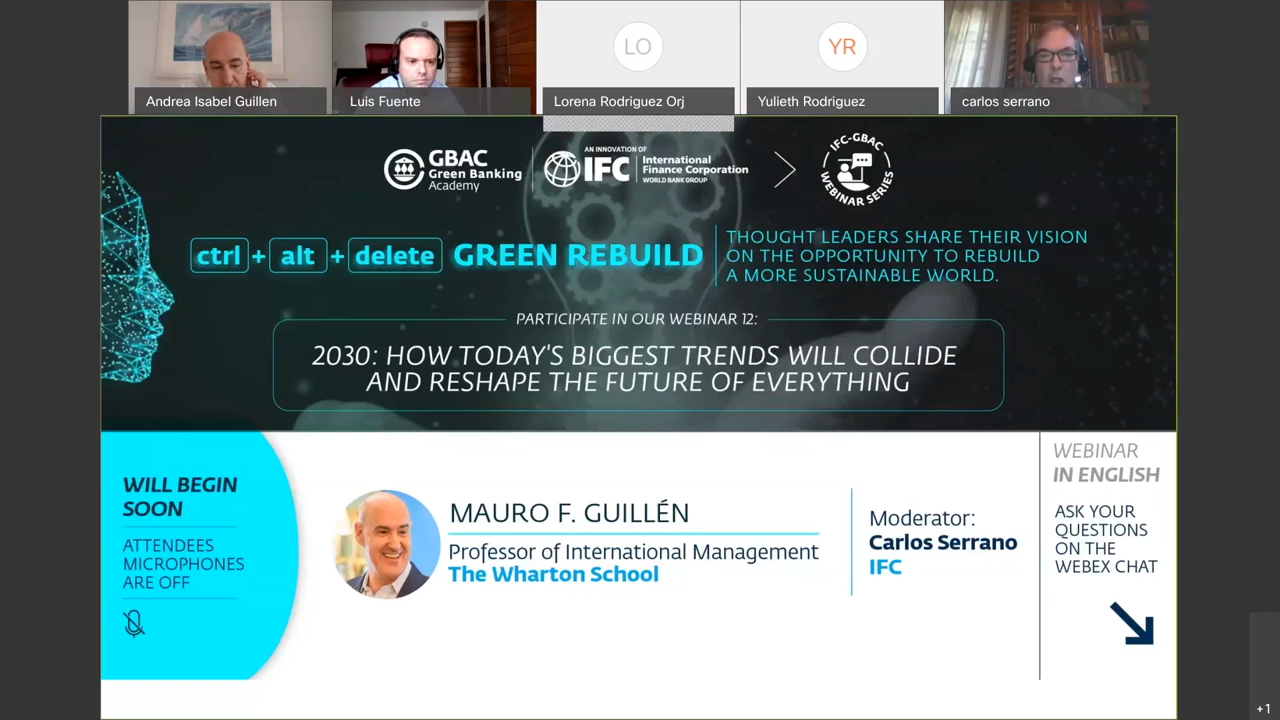 LO
YR
Andrea Isabel Guillen
Luis Fuente
Lorena Rodriguez Orj
Yulieth Rodriguez
carlos serrano
GBAC
Green Banking
Academy
AN INNOVATION OF
IFC
International
Finance Corporation
WORLD BANK GROUP
IFC-GBAC
WEBINAR SERIES
ctrl + alt + delete GREEN REBUILD
THOUGHT LEADERS SHARE THEIR VISION
ON THE OPPORTUNITY TO REBUILD
A MORE SUSTAINABLE WORLD.
PARTICIPATE IN OUR WEBINAR 12:
2030: HOW TODAY'S BIGGEST TRENDS WILL COLLIDE
AND RESHAPE THE FUTURE OF EVERYTHING
WILL BEGIN
SOON
ATTENDEES
MICROPHONES
ARE OFF
MAURO F. GUILLÉN
Professor of International Management
The Wharton School
Moderator:
Carlos Serrano
IFC
WEBINAR
IN ENGLISH
ASK YOUR
QUESTIONS
ON THE
WEBEX CHAT
+1